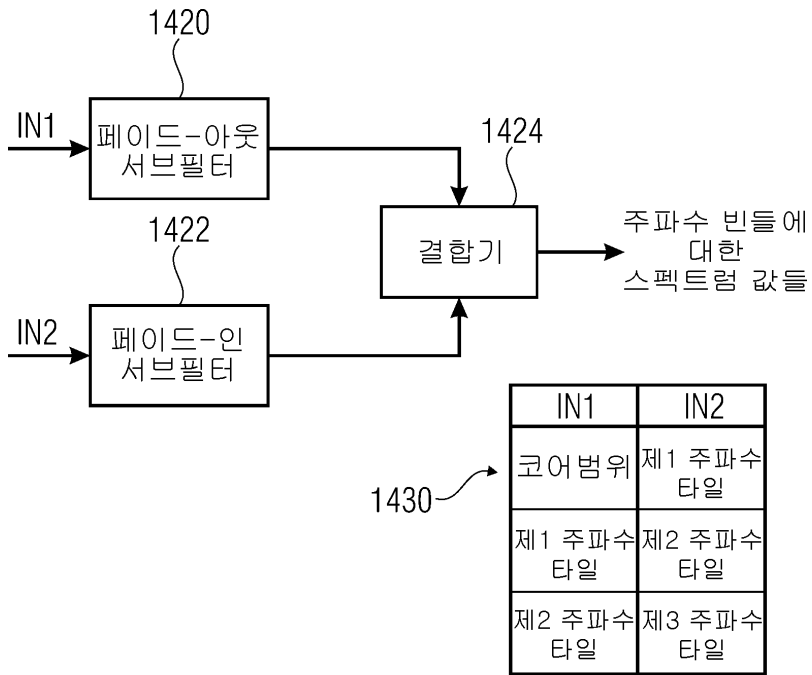 1420
IN1
페이드-아웃
서브필터
1424
1422
결합기
주파수 빈들에
대한
스펙트럼 값들
IN2
페이드-인
서브필터
IN1 IN2
코어범위 제1 주파수
타일
1430
제1 주파수
타일
제2 주파수
타일
제2 주파수
타일
제3 주파수
타일